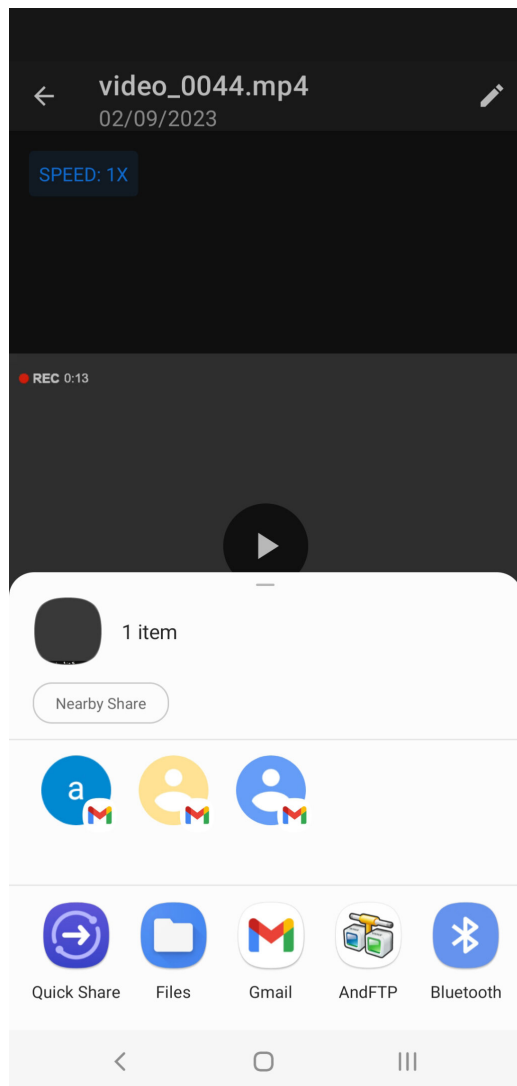 video_0044.mp4
02/09/2023
SPEED: 1X
REC 0:13
1 item
Nearby Share
a
Quick Share
Files
Gmail
AndFTP
Bluetooth